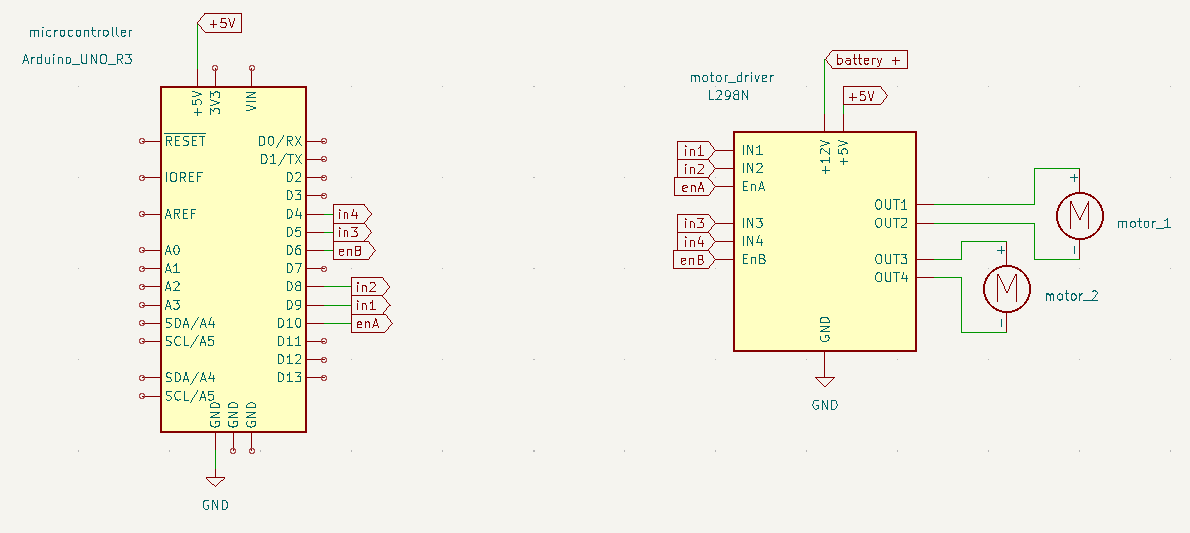 microcontroller
Arduino_UNO_R3
+5V
+5V
3V3
VIN
RESET
IOREF
AREF
A0
A1
A2
A3
SDA/A4
SCL/A5
SDA/A4
SCL/A5
D0/RX
D1/TX
D2
D3
D4
D5
D6
D7
D8
D9
D10
D11
D12
D13
in4
in3
enB
in2
in1
enA
GND
GND
GND
GND
motor_driver
L298N
battery +
+5V
+12V
+5V
in1
in2
enA
in3
in4
enB
IN1
IN2
EnA
IN3
IN4
EnB
OUT1
OUT2
OUT3
OUT4
GND
GND
+
M
-
motor_1
+
M
-
motor_2